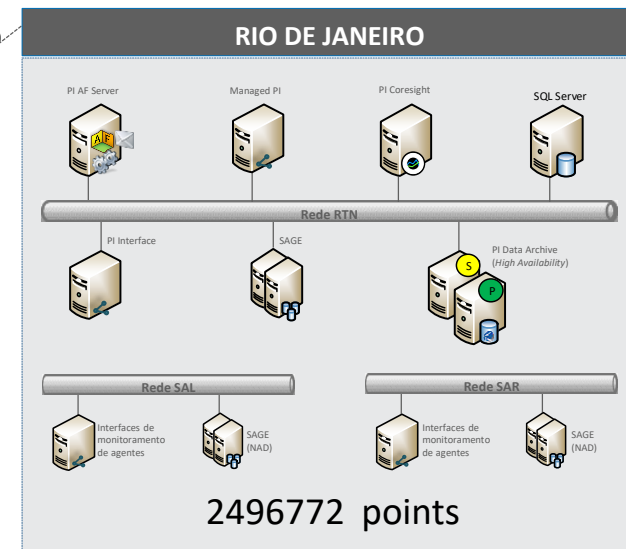 RIO DE JANEIRO
PI AF Server
Managed PI
PI Coresight
SQL Server
A F
Rede RTN
PI Interface
SAGE
PI Data Archive
(High Availability)
S
P
Rede SAL
Rede SAR
Interfaces de
monitoramento
de agentes
SAGE
(NAD)
Interfaces de
monitoramento
de agentes
SAGE
(NAD)
2496772 points